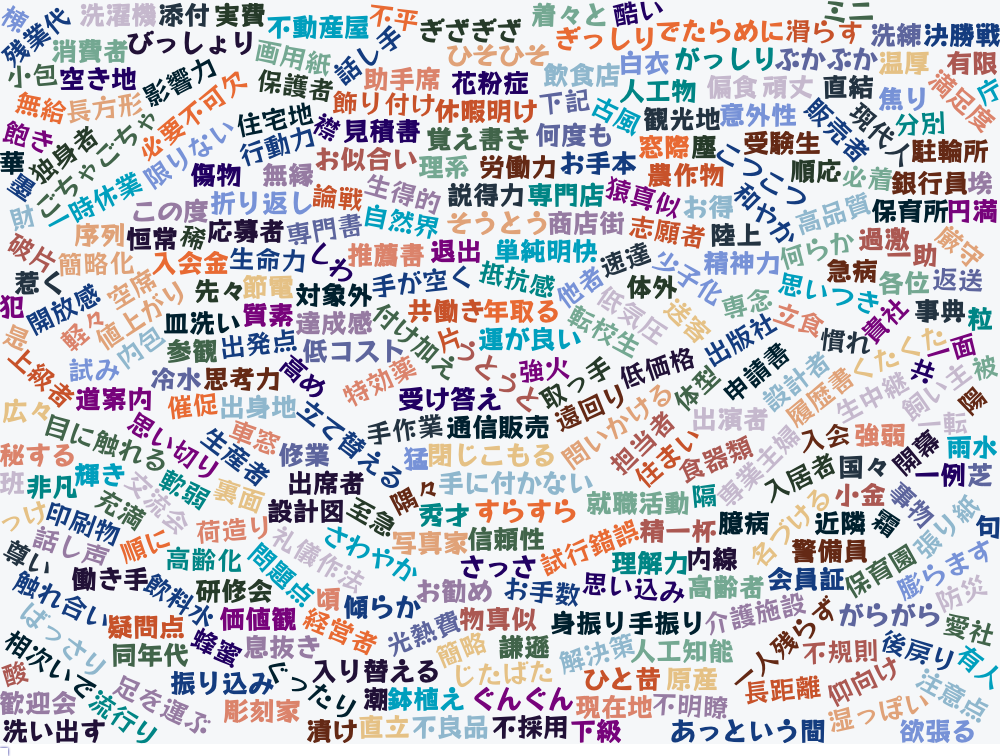 残業代
洗濯機
添付
実費
不動産屋
不平
ぎざぎざ
着々と
酷い
ミニ
消費者
びっしょり
画用紙
話し手
ひそひそ
ぎっしり
でたらめに
滑らす
洗練
決勝戦
小包
空き地
影響力
保護者
助手席
花粉症
飲食店
白衣
がっしり
ぶかぶか
温厚
有限
人工物
偏食
頑丈
直結
焦り
満足度
無給
長方形
必要不可欠
飾り付け
休暇明け
下記
古風
観光地
意外性
販売者
現代
分別
飽き
独身者
ごちゃごちゃ
限りない
住宅地
行動力
襟
見積書
覚え書き
何度も
窓際
塵
受験生
駐輪所
華
墨
一時休業
傷物
無縁
お似合い
理系
労働力
お手本
農作物
こつこつ
順応
必着
銀行員
埃
財
この度
折り返し
論戦
生得的
説得力
専門店
猿真似
お得
和やか
高品質
保育所
円満
序列
恒常
稀
応募者
専門書
自然界
そうとう
商店街
志願者
陸上
何らか
過激
一助
厳守
破片
簡略化
入会金
生命力
しわ
推薦書
退出
単純明快
速達
少子化
精神力
急病
惹く
開放感
空席
先々
節電
対象外
手が空く
抵抗感
他者
体外
思いつき
各位
返送
犯
軽々
値上がり
皿洗い
質素
達成感
付け加え
共働き
年取る
低気圧
送客
専念
立食
貴社
事典
粒
是
試み
内包
参観
出発点
低コスト
片っ
運が良い
転校生
出版社
慣れ
くたくた
一面
上級者
道案内
冷水
思考力
高め
特効薬
とっく
強火
取っ手
低価格
体型
申請書
設計者
履歴書
共
被
広々
催促
出身地
立て替える
受け答え
遠回り
問いかける
出演者
生中継
飼い主
陽
目に触れる
思い切り
車窓
手作業
通信販売
担当者
住まい
食器類
専業主婦
入会
強弱
一転
秘する
生産者
修業
猛
閉じこもる
入居者
国々
開幕
雨水
班
非凡
輝き
交流会
軟弱
裏面
出席者
隅々
手に付かない
就職活動
隔
小金
事物
一例
芝
っけ
印刷物
充満
荷造り
設計図
至急
秀才
すらすら
名づける
近隣
霜
張り紙
句
話し声
順に
礼儀作法
さわやか
写真家
信頼性
試行錯誤
精一杯
臆病
尊い
高齢化
問題点
さっさ
理解力
内線
警備員
膨らます
触れ合い
働き手
飲料水
研修会
頃
傾らか
お勧め
お手数
思い込み
高齢者
会員証
保育園
防災
ばっさり
疑問点
価値観
経営者
光熱費
物真似
身振り手振り
介護施設
がらがら
愛社
相次いで
同年代
蜂蜜
息抜き
簡略
謙遜
解決策
人工知能
一人残らず
不規則
後戻り
有人
酸
足を運ぶ
振り込み
ぐったり
入り替える
じたばた
ひと昔
原産
長距離
仰向け
注意点
歓迎会
流行り
彫刻家
潮
鉢植え
ぐんぐん
現在地
不明瞭
湿っぽい
洗い出す
漬け
直立
不良品
不採用
下級
あっという間
欲張る